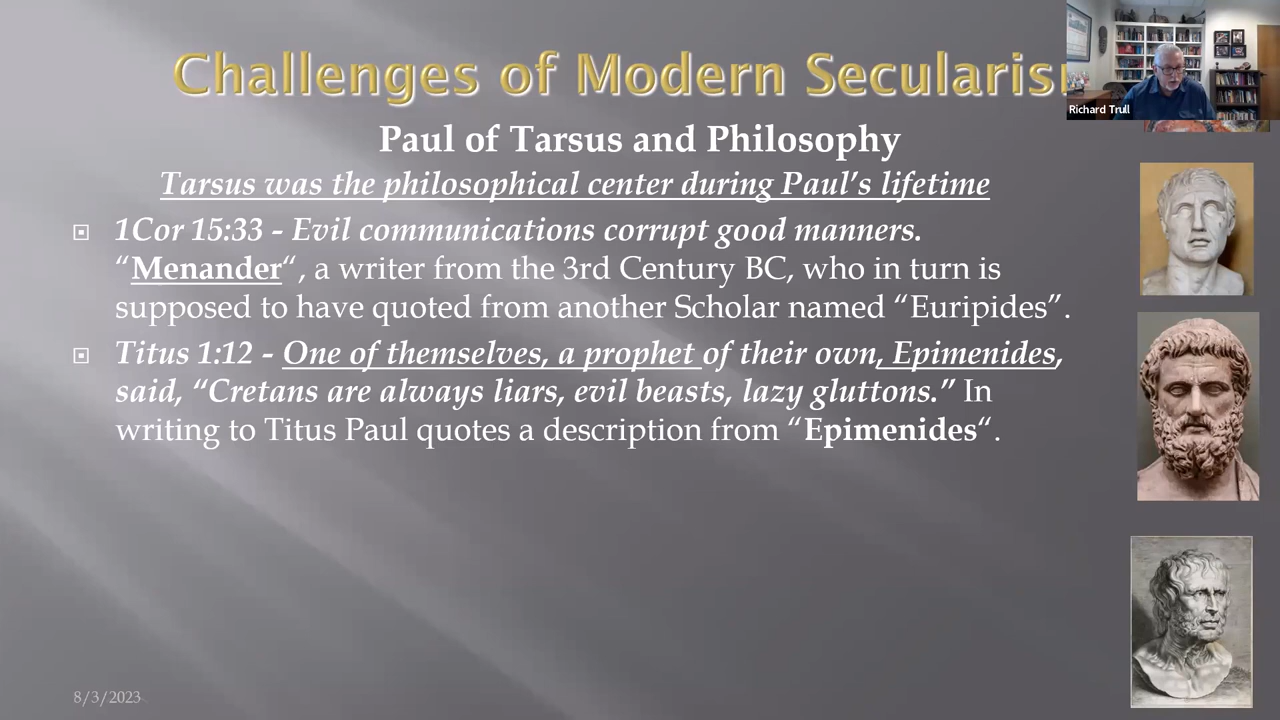 Challenges of Modern Secularis
Richard Trull
Paul of Tarsus and Philosophy
Tarsus was the philosophical center during Paul’s lifetime
1Cor 15:33 - Evil communications corrupt good manners.
“Menander“, a writer from the 3rd Century BC, who in turn is
supposed to have quoted from another Scholar named “Euripides”.
Titus 1:12 - One of themselves, a prophet of their own, Epimenides,
said, “Cretans are always liars, evil beasts, lazy gluttons.” In
writing to Titus Paul quotes a description from “Epimenides“.
8/3/2023